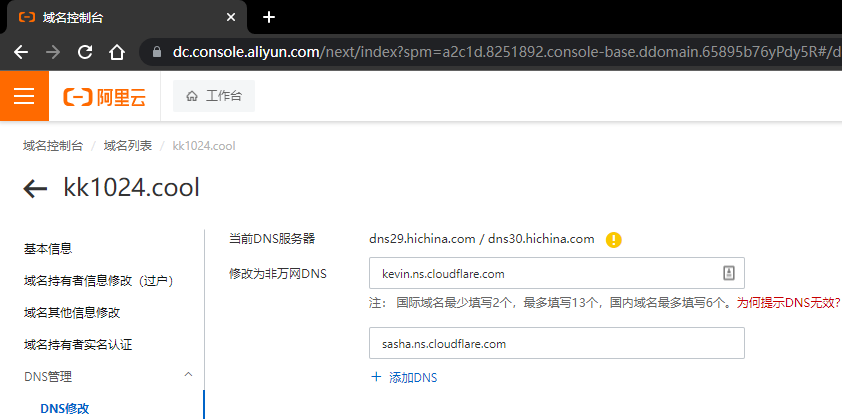 域名控制台
dc.console.aliyun.com/next/index?spm=a2c1d.8251892.console-base.ddomain.65895b76yPdy5R#/d
阿里云 工作台
域名控制台 / 域名列表 / kk1024.cool
kk1024.cool
当前DNS服务器 dns29.hichina.com / dns30.hichina.com
基本信息
修改为非万网DNS kevin.ns.cloudflare.com
域名持有者信息修改（过户）
注： 国际域名最少填写2个，最多填写13个，国内域名最多填写6个。为何提示DNS无效?
域名其他信息修改
域名持有者实名认证 sasha.ns.cloudflare.com
DNS管理 + 添加DNS
DNS修改